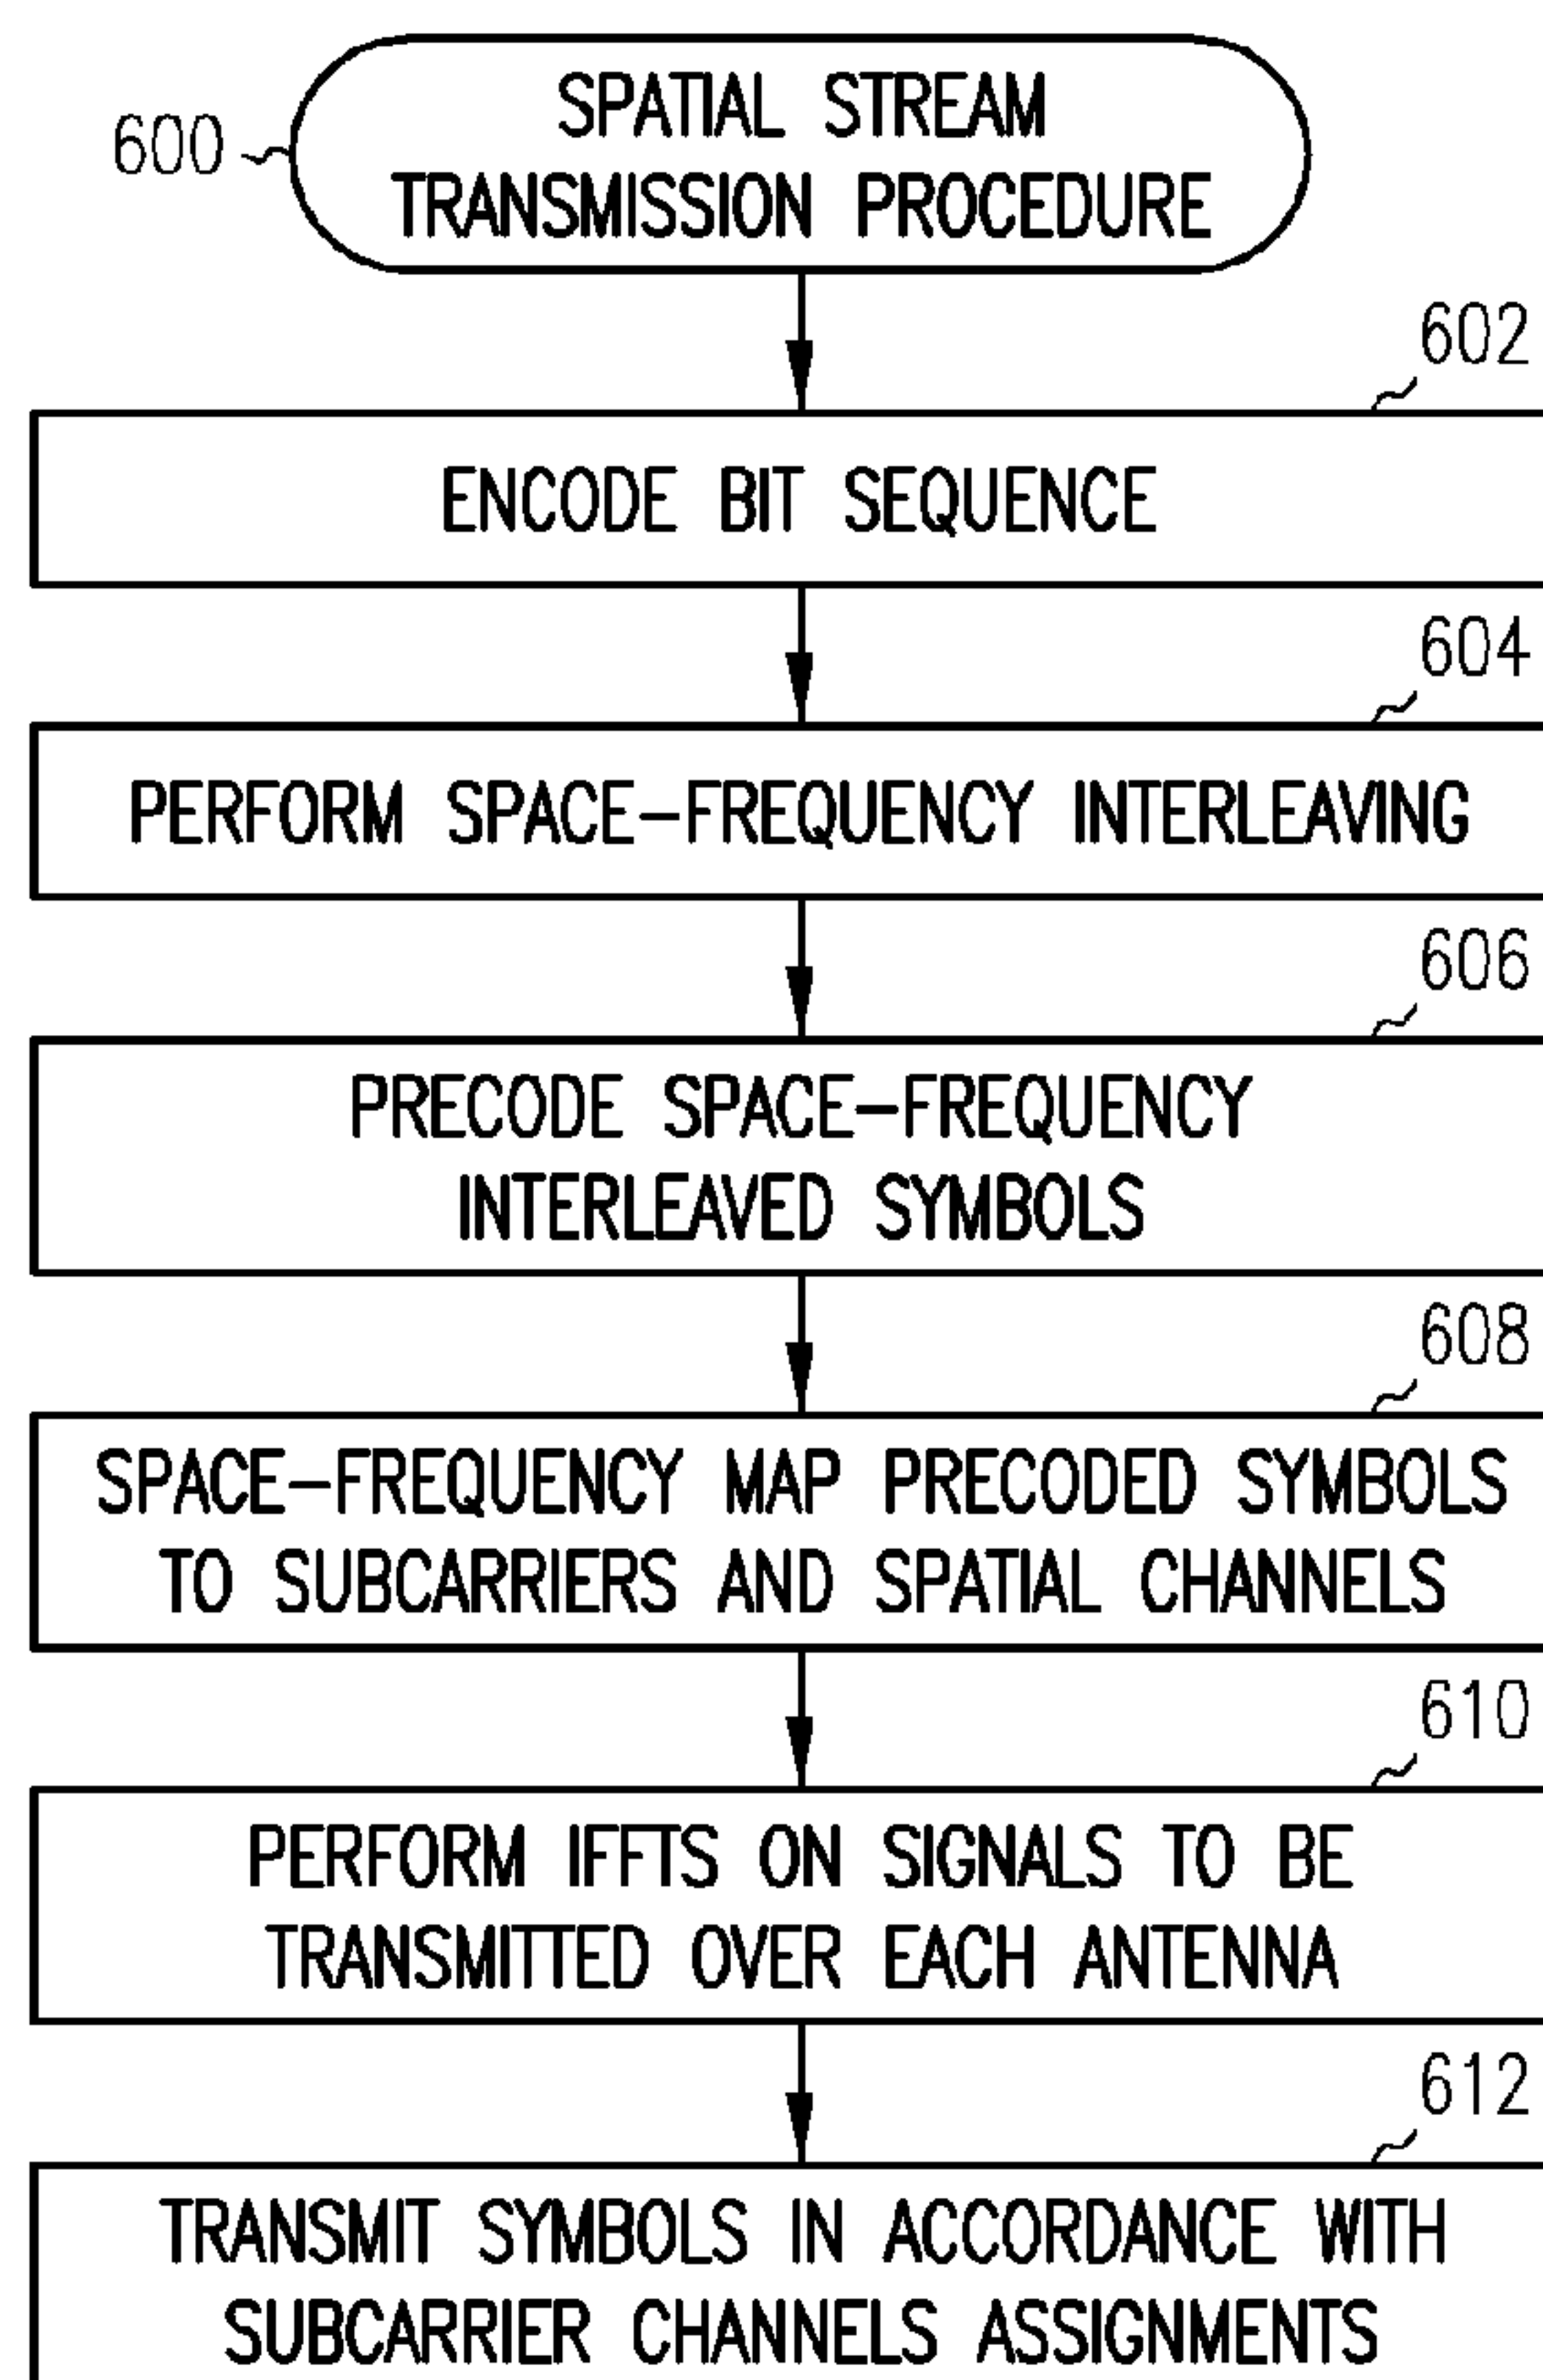 600
SPATIAL STREAM
TRANSMISSION PROCEDURE
602
ENCODE BIT SEQUENCE
604
PERFORM SPACE-FREQUENCY INTERLEAVING
606
PRECODE SPACE-FREQUENCY
INTERLEAVED SYMBOLS
608
SPACE-FREQUENCY MAP PRECODED SYMBOLS
TO SUBCARRIERS AND SPATIAL CHANNELS
610
PERFORM IFFTS ON SIGNALS TO BE
TRANSMITTED OVER EACH ANTENNA
612
TRANSMIT SYMBOLS IN ACCORDANCE WITH
SUBCARRIER CHANNELS ASSIGNMENTS